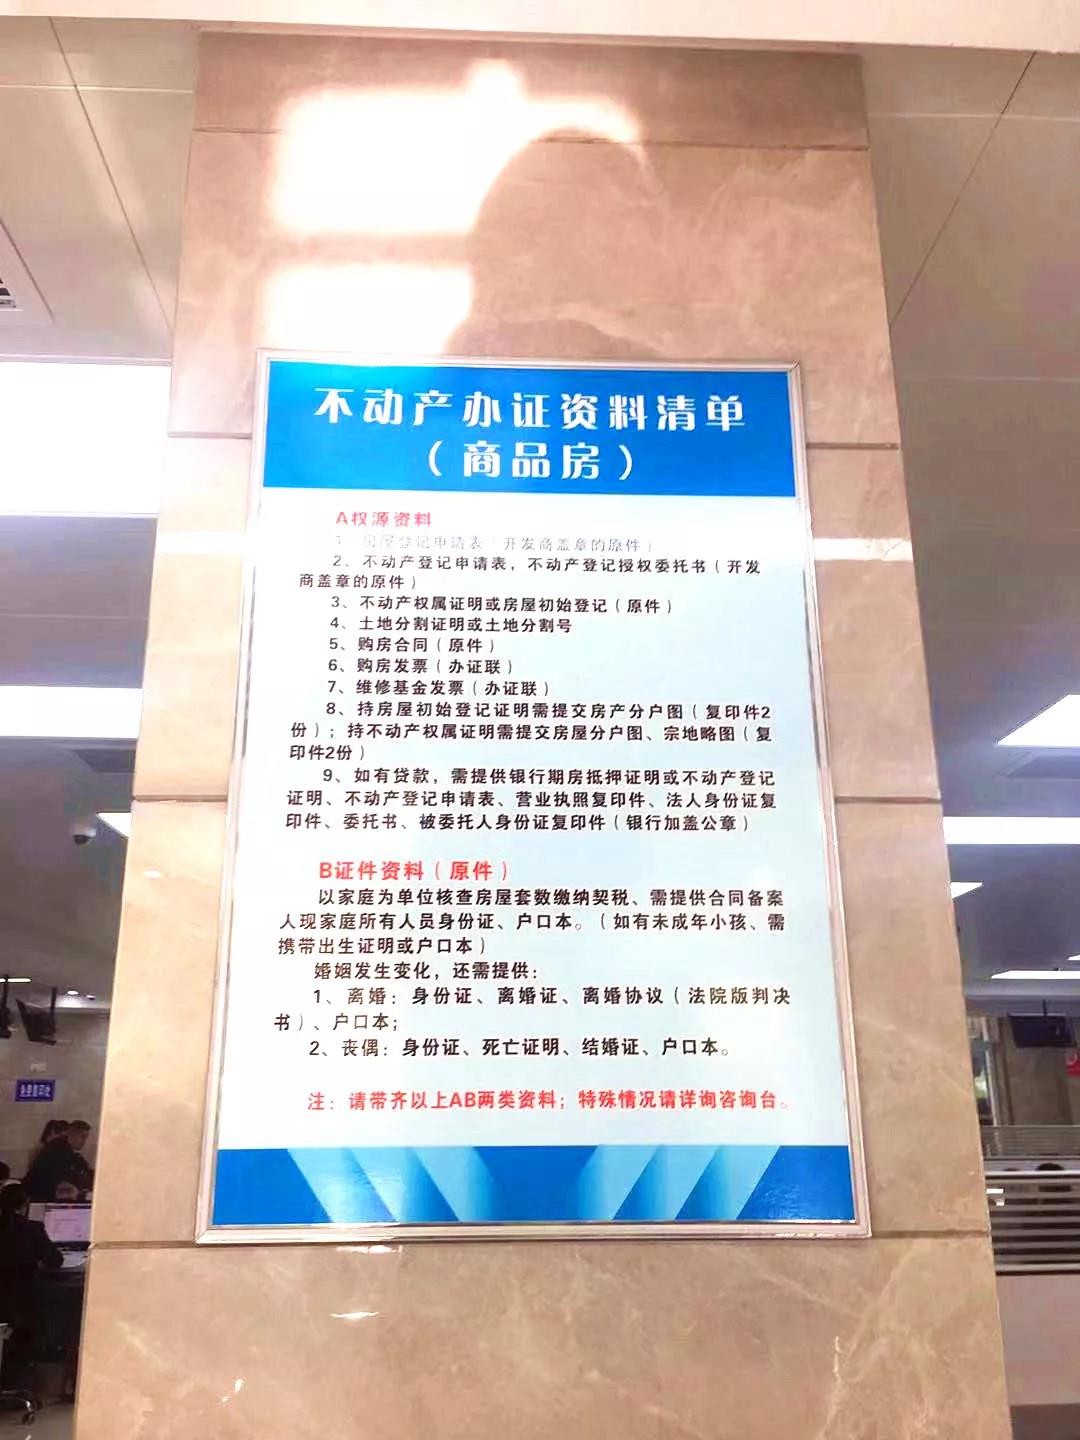 不动产办证资料清单
（商品房）
A权源资料
1、房屋登记申请表（开发商盖章的原件）
2、不动产登记申请表，不动产登记授权委托书（开发
商盖章的原件）
3、不动产权属证明或房屋初始登记（原件）
4、土地分割证明或土地分割号
5、购房合同（原件）
6、购房发票（办证联）
7、维修基金发票（办证联）
8、持房屋初始登记证明需提交房产分户图（复印件2
份）；持不动产权属证明需提交房屋分户图、宗地略图（复
印件2份）
9、如有贷款，需提供银行期房抵押证明或不动产登记
证明、不动产登记申请表、营业执照复印件、法人身份证复
印件、委托书、被委托人身份证复印件（银行加盖公章）
B证件资料（原件）
以家庭为单位核查房屋套数缴纳契税、需提供合同备案
人现家庭所有人员身份证、户口本。（如有未成年小孩、需
携带出生证明或户口本）
婚姻发生变化，还需提供：
1、离婚：身份证、离婚证、离婚协议（法院版判决
书）、户口本；
2、丧偶：身份证、死亡证明、结婚证、户口本。
注：请带齐以上AB两类资料；特殊情况请详询咨询台。
免费复印处